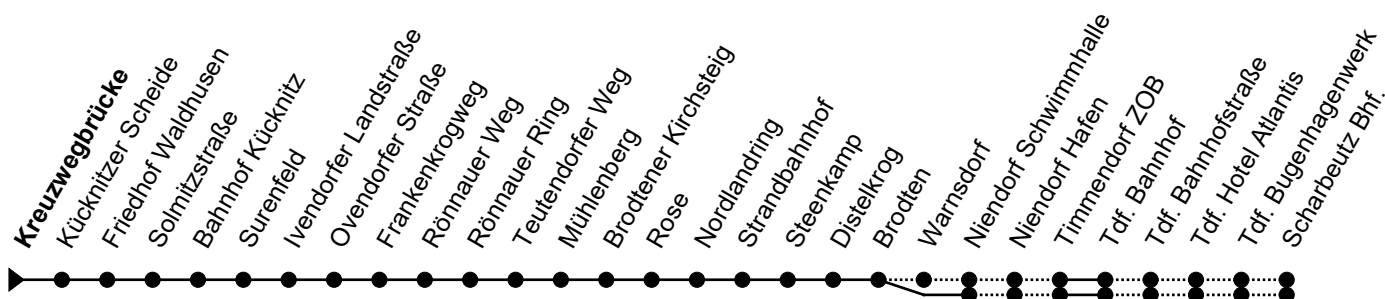 Kreuzwegbrücke
Kücknitzer Scheide
Friedhof Waldhusen
Solmitzstraße
Bahnhof Kücknitz
Surenfeld
Ivendorfer Landstraße
Ovendorfer Straße
Frankenkrogweg
Rönnauer Weg
Rönnauer Ring
Teutendorfer Weg
Mühlenberg
Brodtener Kirchsteig
Rose
Nordlandring
Strandbahnhof
Steenkamp
Distelkrog
Brodten
Warnsdorf
Niendorf Schwimmhalle
Niendorf Hafen
Timmendorf ZOB
Tdf. Bahnhof
Tdf. Bahnhofstraße
Tdf. Hotel Atlantis
Tdf. Bugenhagenwerk
Scharbeutz Bhf.